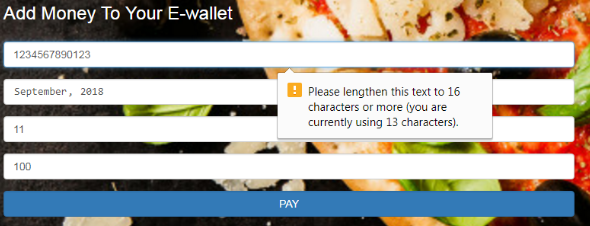 Add Money To Your E-wallet
1234567890123
Please lengthen this text to 16
characters or more (you are
currently using 13 characters).
September, 2018
11
100
PAY